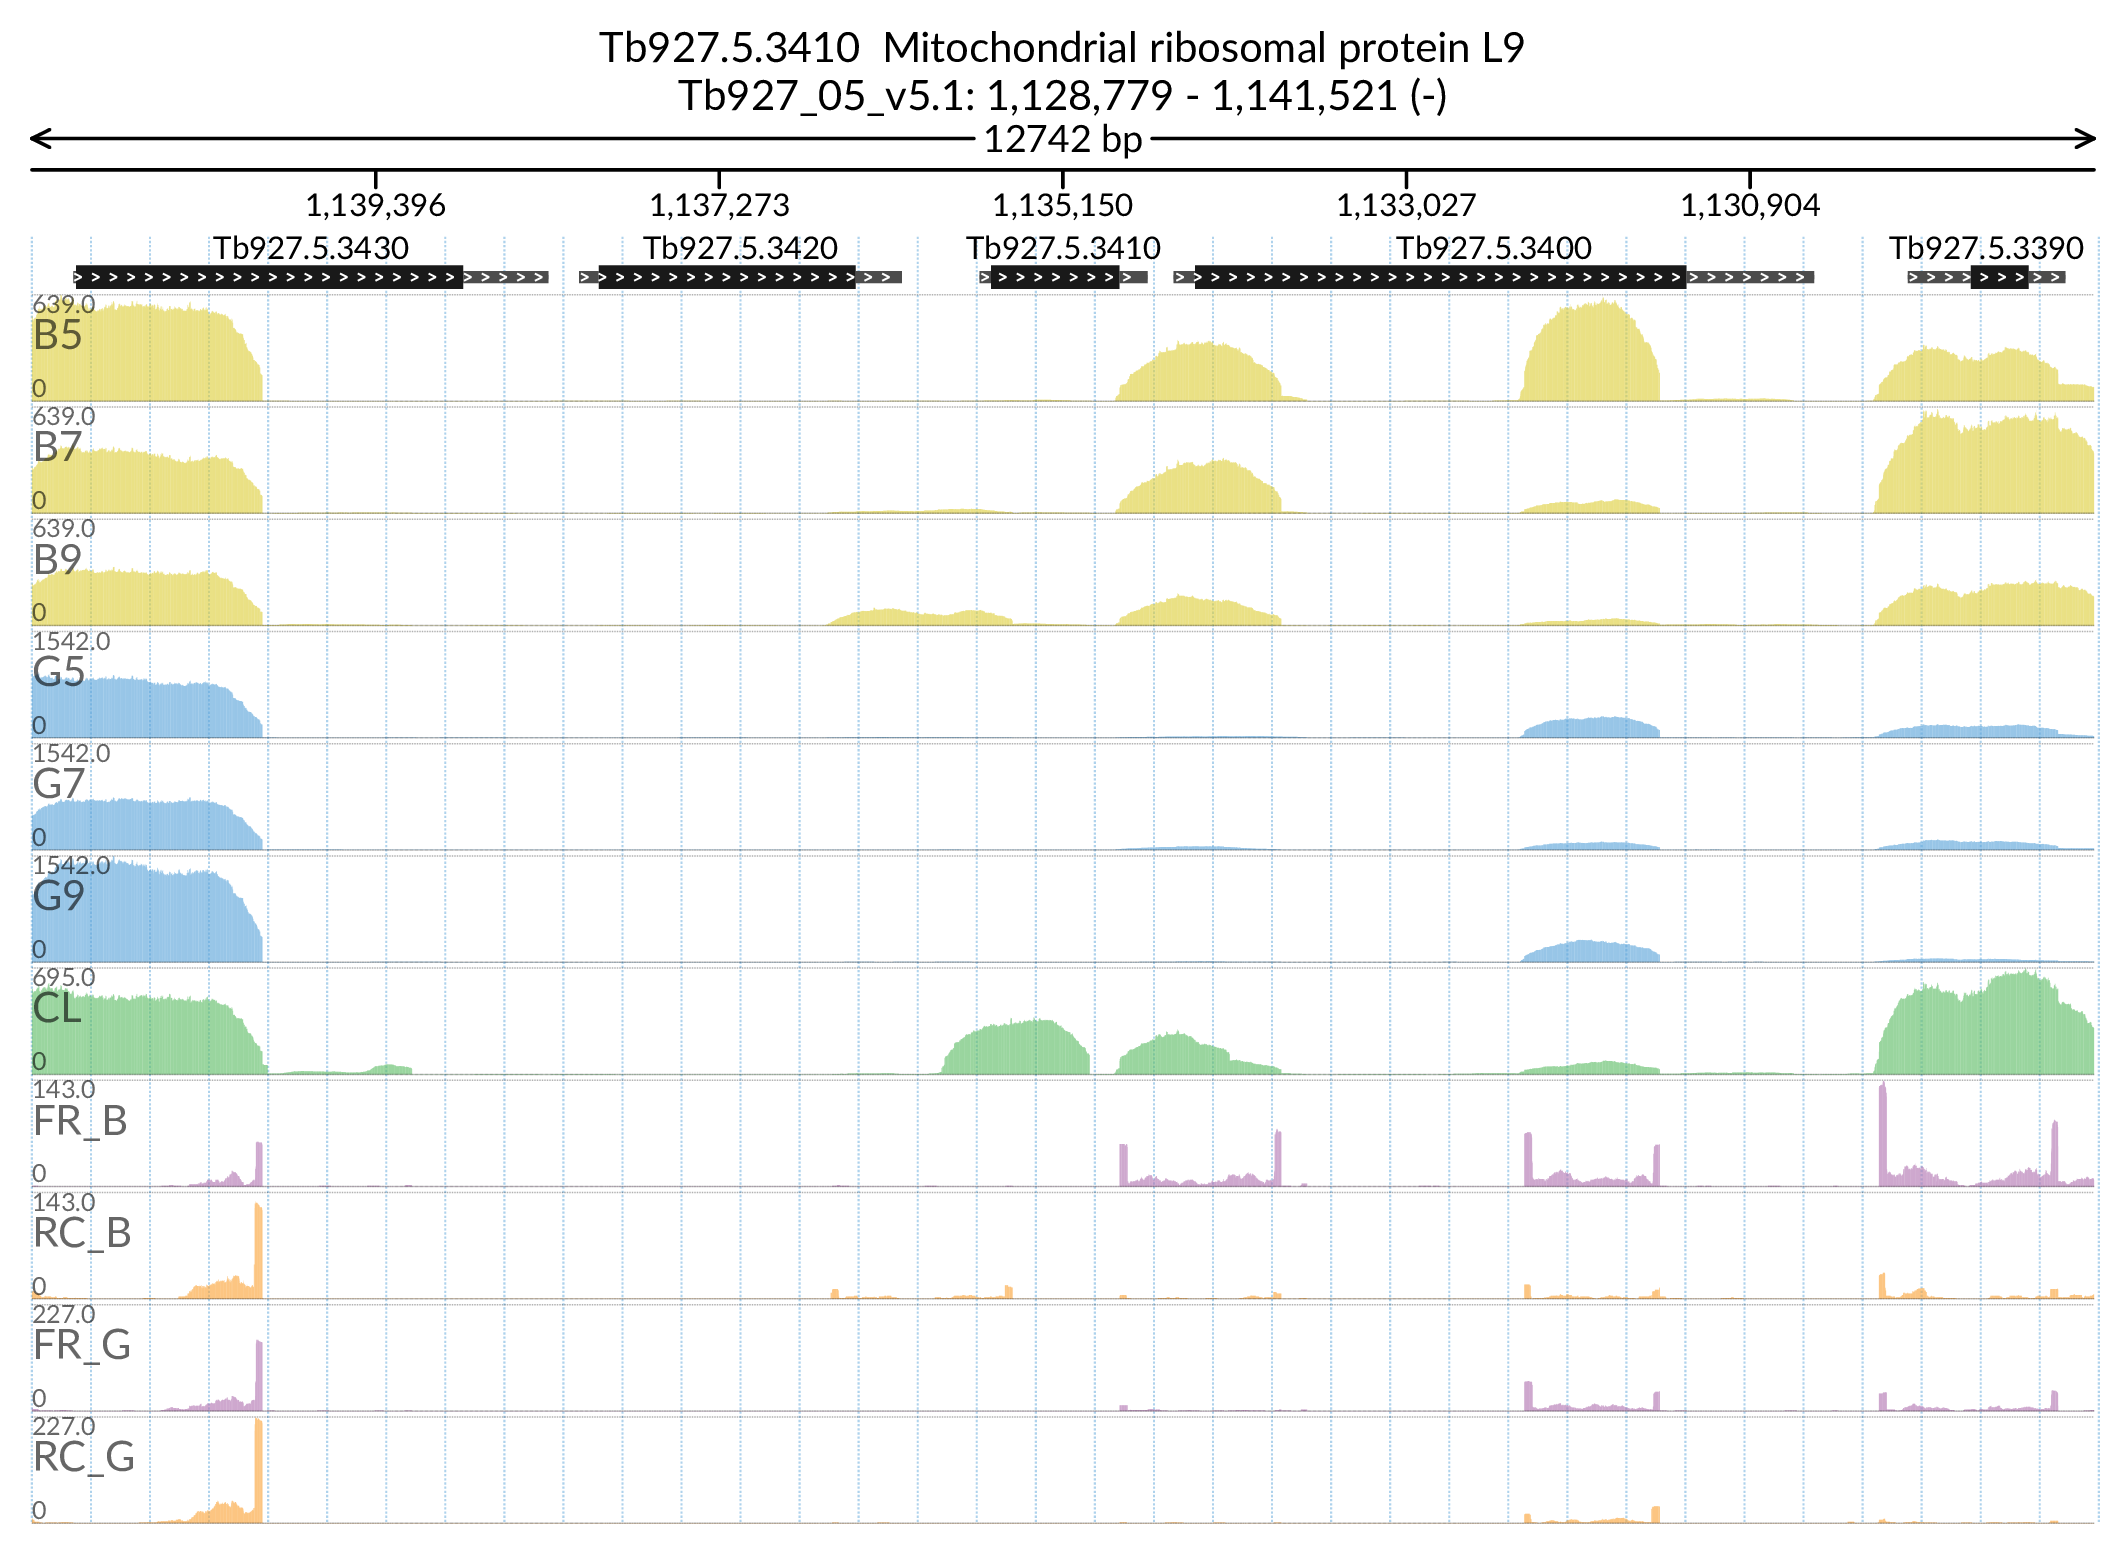 Tb927.5.3410  Mitochondrial ribosomal protein L9
Tb927_05_v5.1: 1,128,779 - 1,141,521 (-)
12742 bp
1,139,396 1,137,273 1,135,150 1,133,027 1,130,904
Tb927.5.3430 Tb927.5.3420 Tb927.5.3410 Tb927.5.3400 Tb927.5.3390
639.0
B5
0
639.0
B7
0
639.0
B9
0
1542.0
G5
0
1542.0
G7
0
1542.0
G9
0
695.0
CL
0
143.0
FR_B
0
143.0
RC_B
0
227.0
FR_G
0
227.0
RC_G
0